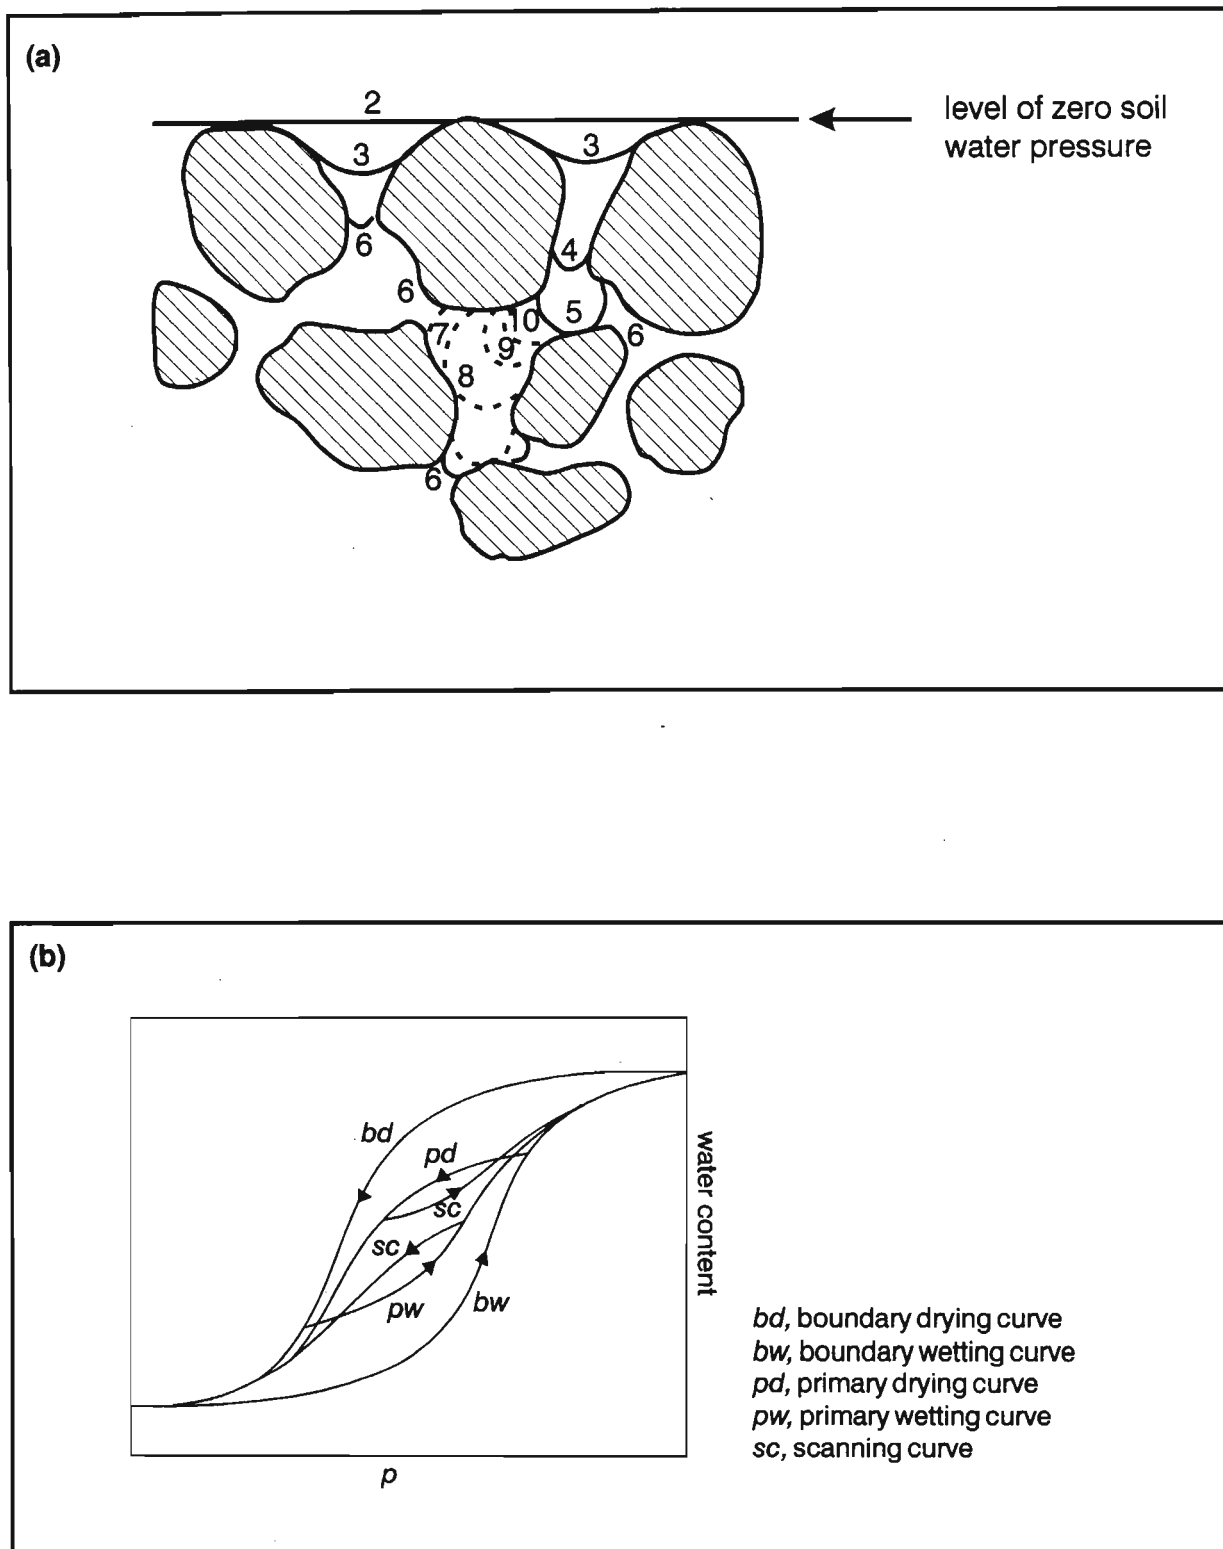 (a)
2
level of zero soil
water pressure
3
3
6
4
6
5
7
10
6
9
8
6
(b)
bd
pd
sc
sc
pw
bw
water content
p
bd, boundary drying curve
bw, boundary wetting curve
pd, primary drying curve
pw, primary wetting curve
sc, scanning curve